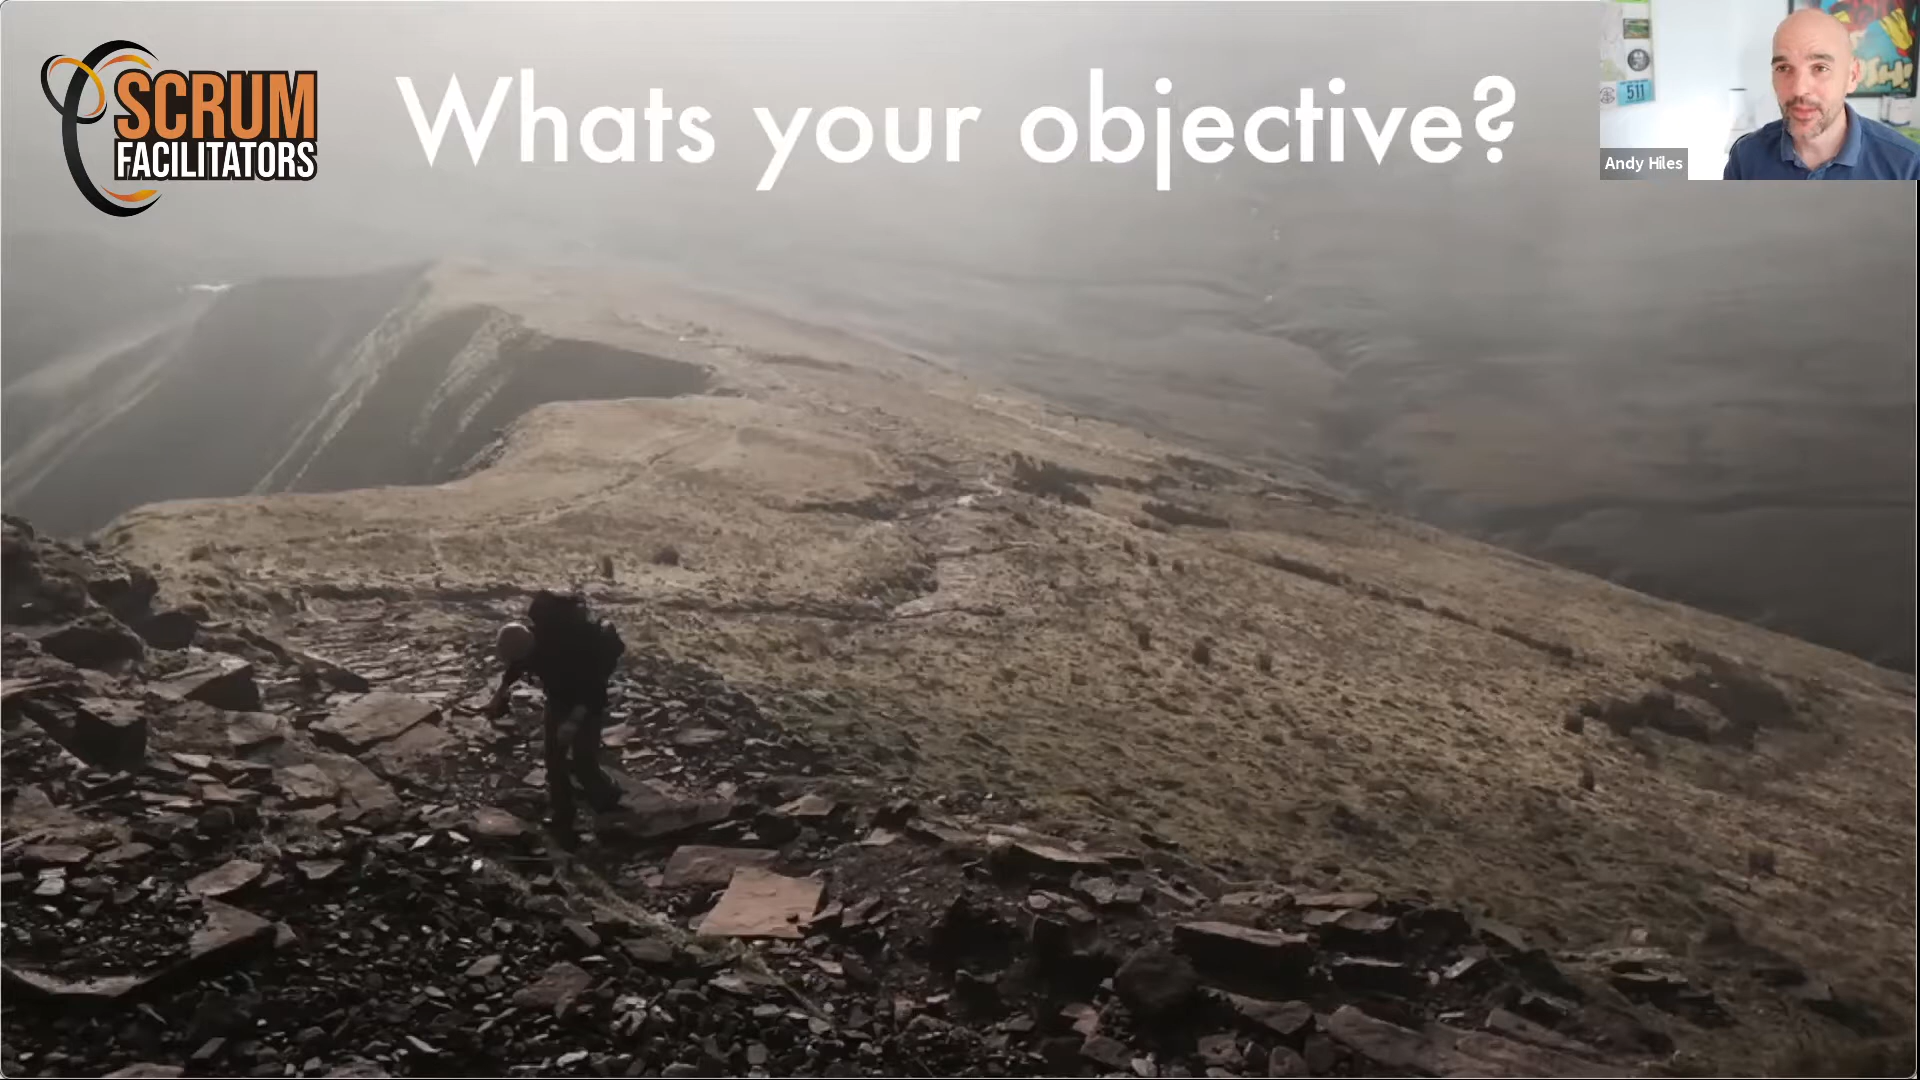 SCRUM
FACILITATORS
Whats your objective?
511
Andy Hiles